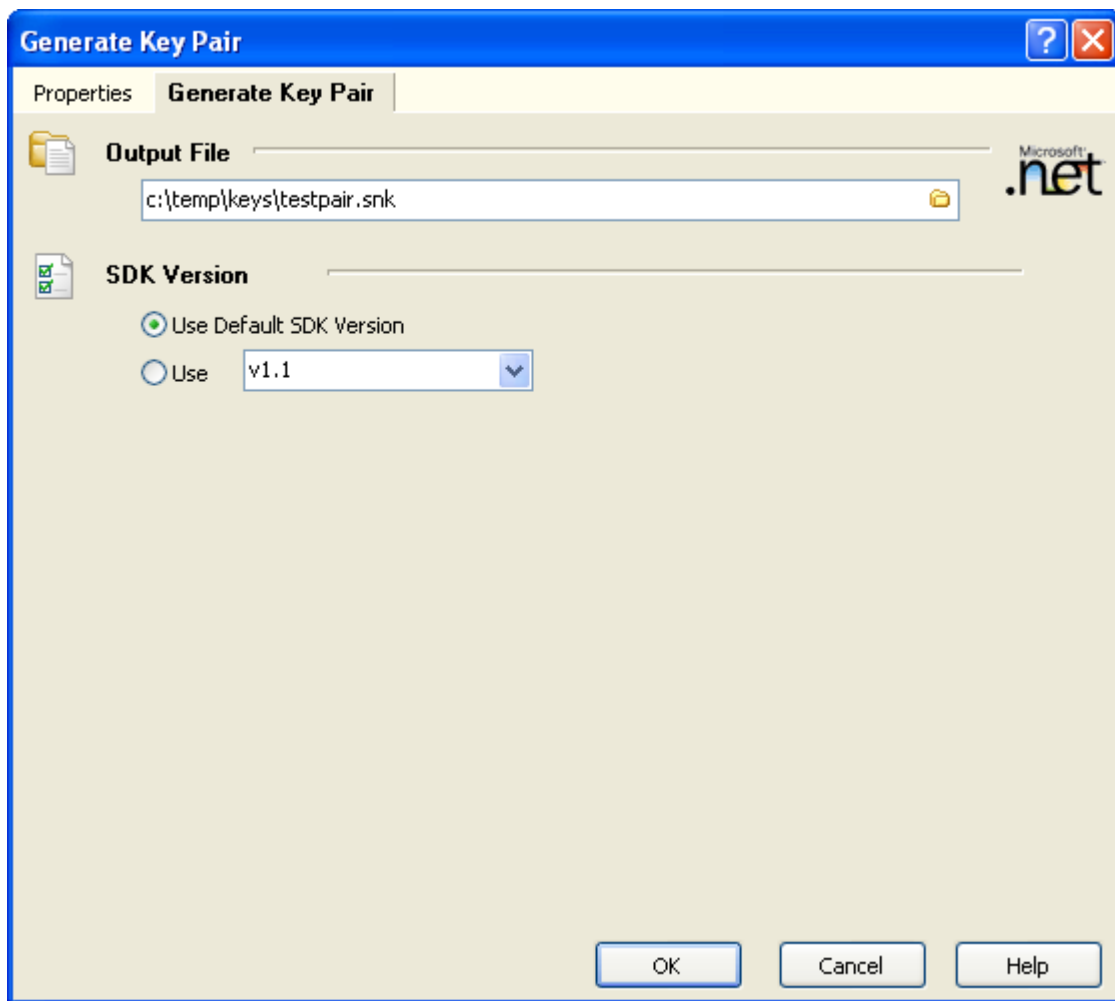 Generate Key Pair
Properties Generate Key Pair
Output File
Microsoft
.net
c:\temp\keys\testpair.snk
SDK Version
Use Default SDK Version
Use v1.1
OK Cancel Help